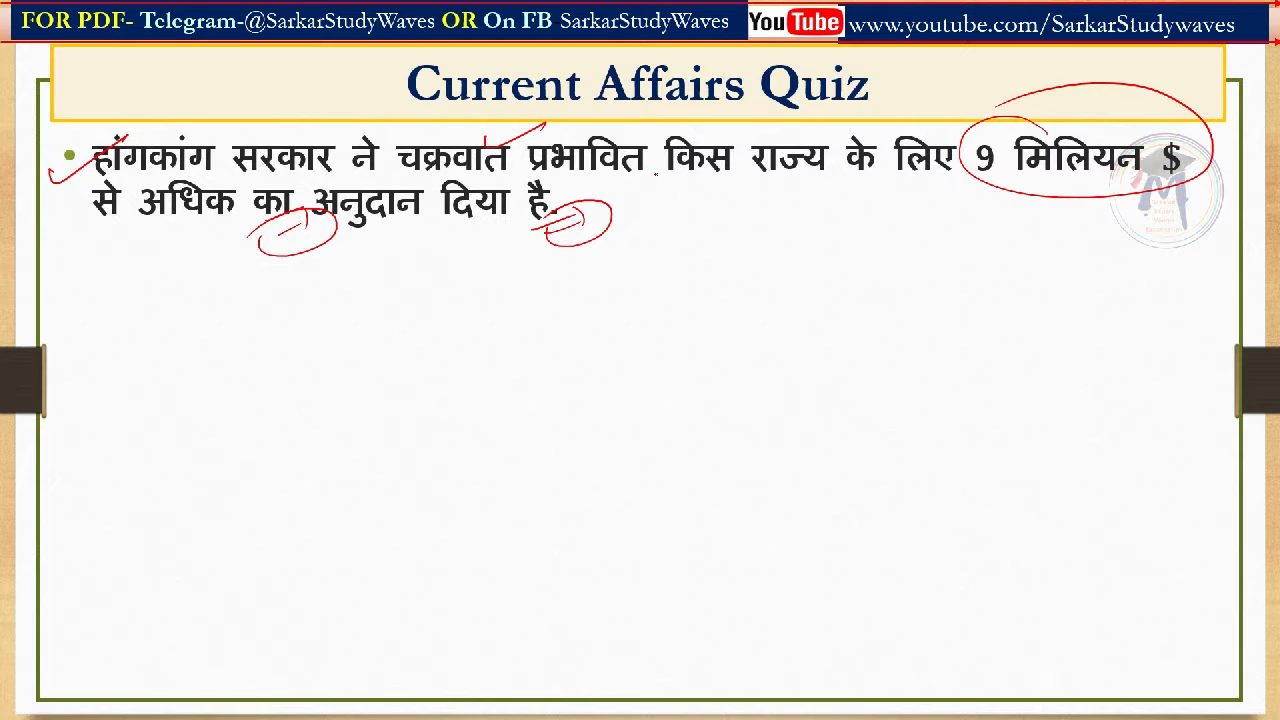 FOR PDF- Telegram-@SarkarStudyWaves OR On FB-SarkarStudyWaves YouTube www.youtube.com/SarkarStudywaves
Current Affairs Quiz
• हॉगकांग सरकार ने चक्रवात प्रभावित किस राज्य के लिए 9 मिलियन $
से अधिक का अनुदान दिया है.